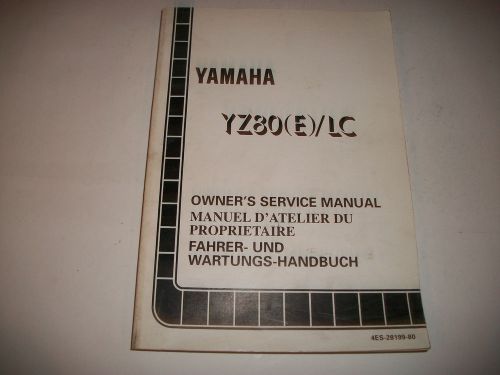 YAMAHA
YZ80(E)/LC
OWNER'S SERVICE MANUAL
MANUEL D'ATELIER DU
PROPRIETAIRE
FAHRER- UND
WARTUNGS-HANDBUCH
4ES-28199-80